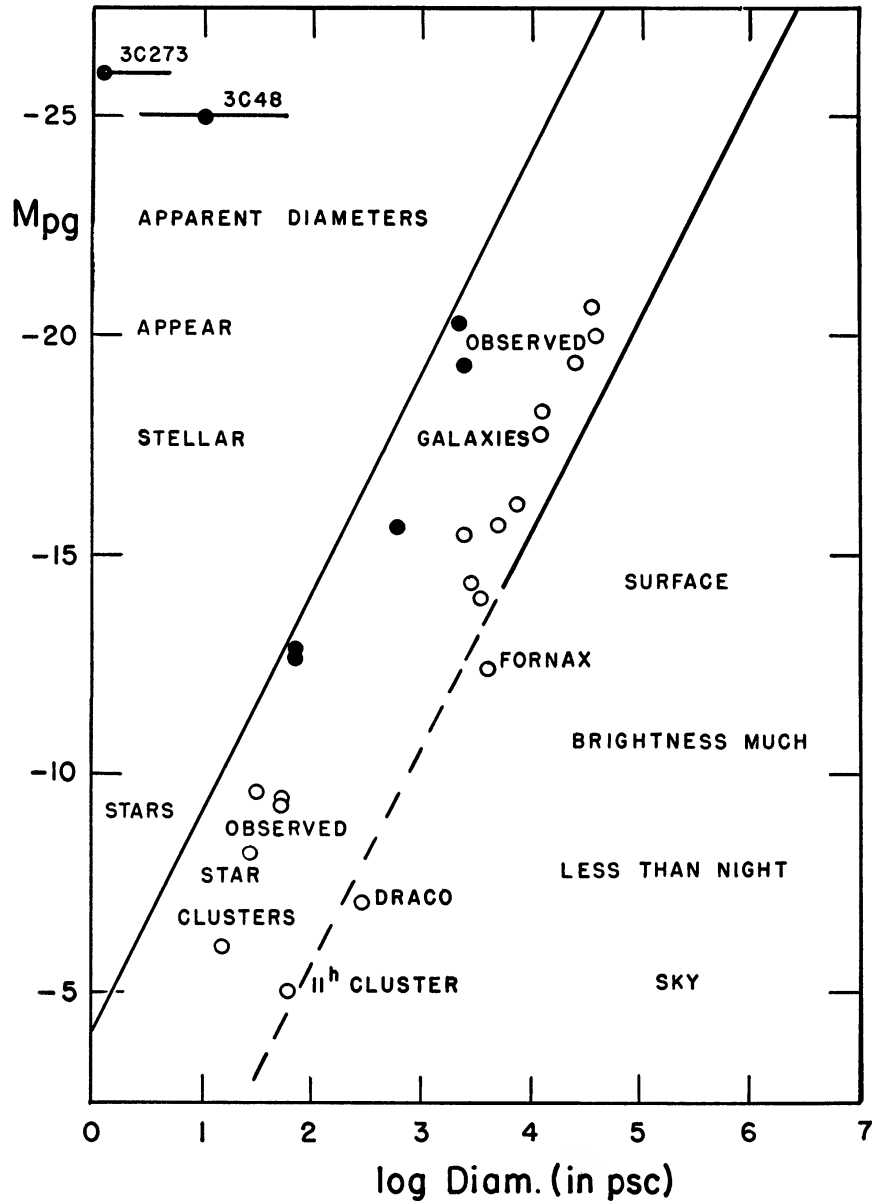 3C273
3C48
-25
Mpg
APPARENT DIAMETERS
-20
APPEAR
OBSERVED
STELLAR
GALAXIES
-15
SURFACE
FORNAX
BRIGHTNESS MUCH
-10
STARS
OBSERVED
STAR
LESS THAN NIGHT
DRACO
CLUSTERS
-5
11h CLUSTER
SKY
0 1 2 3 4 5 6 7
log Diam. (in psc)